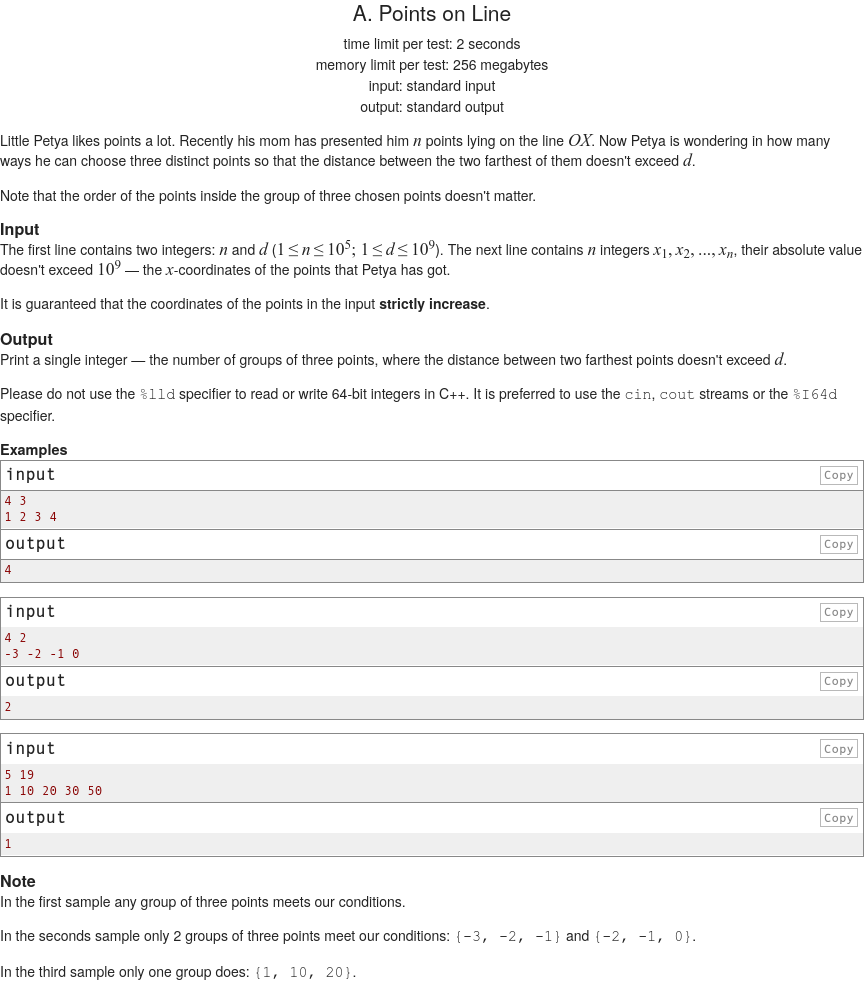 A. Points on Line
time limit per test: 2 seconds
memory limit per test: 256 megabytes
input: standard input
output: standard output
Little Petya likes points a lot. Recently his mom has presented him n points lying on the line OX. Now Petya is wondering in how many
ways he can choose three distinct points so that the distance between the two farthest of them doesn't exceed d.
Note that the order of the points inside the group of three chosen points doesn't matter.
Input
The first line contains two integers: n and d (1 ≤ n ≤ 10⁵; 1 ≤ d ≤ 10⁹). The next line contains n integers x₁, x₂, ..., xₙ, their absolute value
doesn't exceed 10⁹ — the x-coordinates of the points that Petya has got.
It is guaranteed that the coordinates of the points in the input strictly increase.
Output
Print a single integer — the number of groups of three points, where the distance between two farthest points doesn't exceed d.
Please do not use the %lld specifier to read or write 64-bit integers in C++. It is preferred to use the cin, cout streams or the %I64d
specifier.
Examples
input Copy
4 3
1 2 3 4
output Copy
4
input Copy
4 2
-3 -2 -1 0
output Copy
2
input Copy
5 19
1 10 20 30 50
output Copy
1
Note
In the first sample any group of three points meets our conditions.
In the seconds sample only 2 groups of three points meet our conditions: {-3, -2, -1} and {-2, -1, 0}.
In the third sample only one group does: {1, 10, 20}.